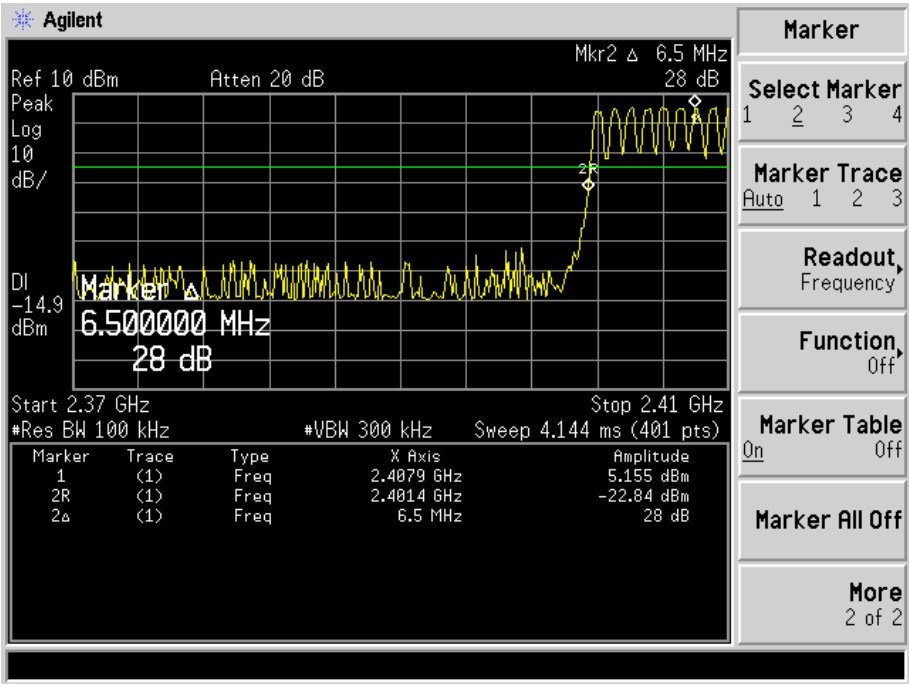 Agilent
Marker
Mkr2 Δ 6.5 MHz
Ref 10 dBm Atten 20 dB 28 dB
Peak
Log
10
dB/
1
2R
DI
-14.9
dBm
Marker Δ
6.500000 MHz
28 dB
Start 2.37 GHz Stop 2.41 GHz
#Res BW 100 kHz #VBW 300 kHz Sweep 4.144 ms (401 pts)
Marker Trace Type X Axis Amplitude
1 (1) Freq 2.4079 GHz 5.155 dBm
2R (1) Freq 2.4014 GHz -22.84 dBm
2Δ (1) Freq 6.5 MHz 28 dB
Select Marker
1 2 3 4
Marker Trace
Auto 1 2 3
Readout
Frequency
Function
Off
Marker Table
On Off
Marker All Off
More
2 of 2